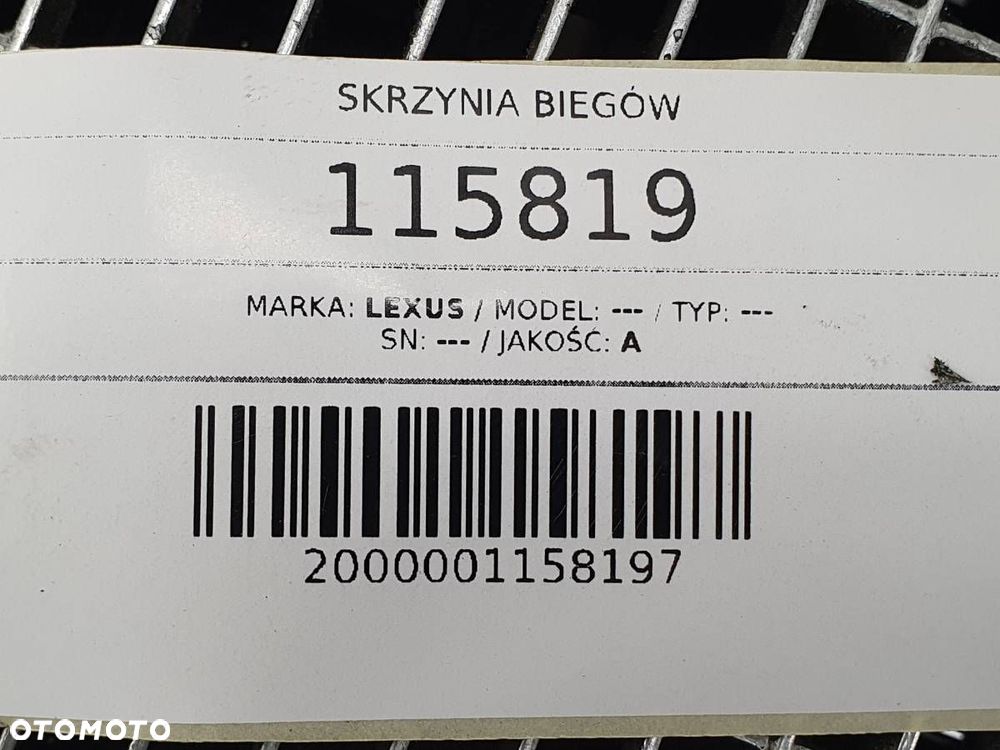 SKRZYNIA BIEGÓW
115819
MARKA: LEXUS / MODEL: --- / TYP: ---
SN: --- / JAKOŚĆ: A
2000001158197
OTOMOTO